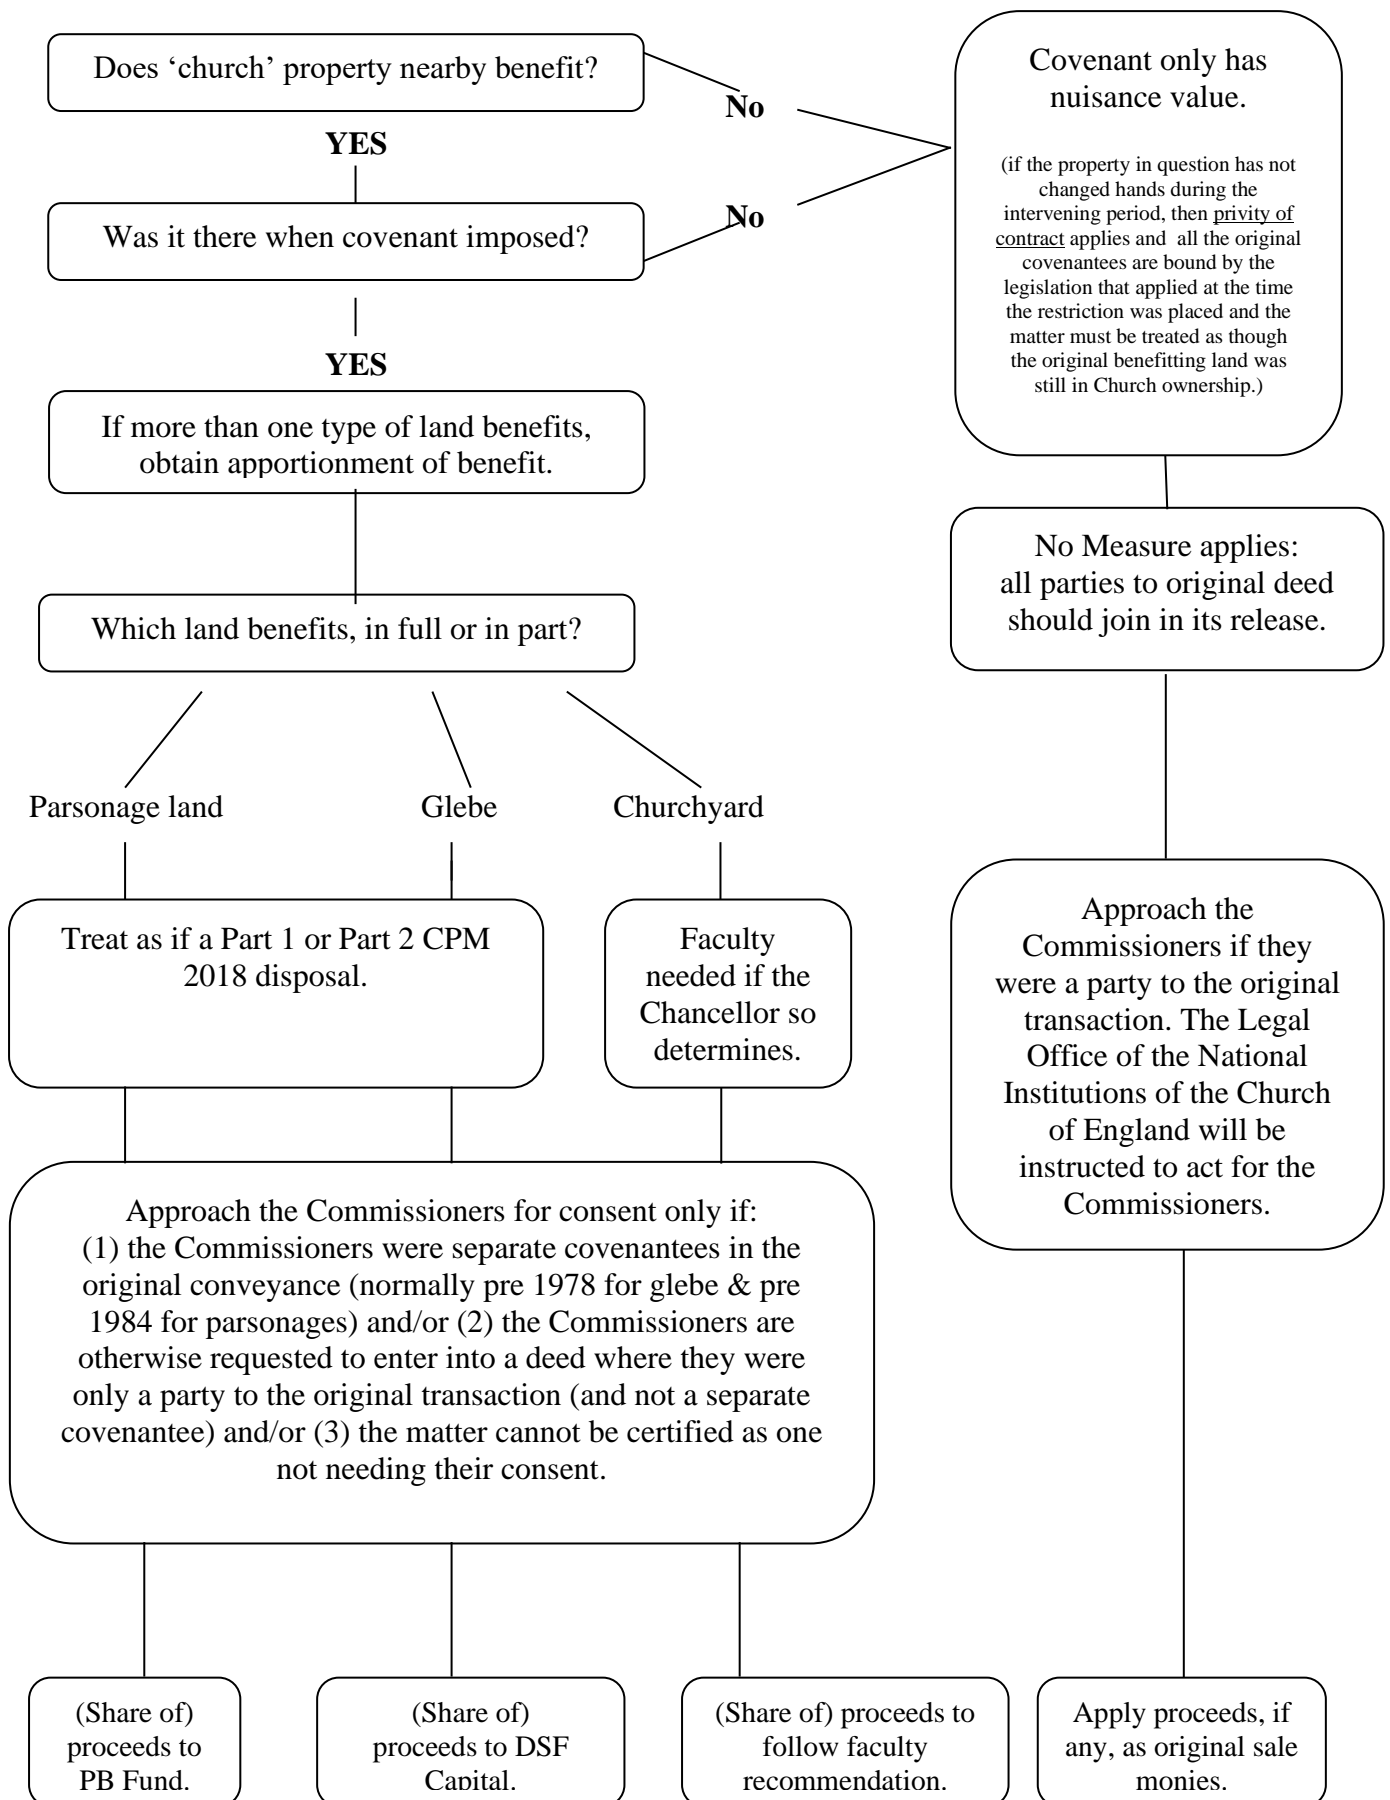 Does ‘church’ property nearby benefit?
No
YES
Was it there when covenant imposed?
No
YES
If more than one type of land benefits,
obtain apportionment of benefit.
Which land benefits, in full or in part?
Parsonage land
Glebe
Churchyard
Treat as if a Part 1 or Part 2 CPM
2018 disposal.
Faculty
needed if the
Chancellor so
determines.
Approach the Commissioners for consent only if:
(1) the Commissioners were separate covenantees in the
original conveyance (normally pre 1978 for glebe & pre
1984 for parsonages) and/or (2) the Commissioners are
otherwise requested to enter into a deed where they were
only a party to the original transaction (and not a separate
covenantee) and/or (3) the matter cannot be certified as one
not needing their consent.
(Share of)
proceeds to
PB Fund.
(Share of)
proceeds to DSF
Capital.
(Share of) proceeds to
follow faculty
recommendation.
Covenant only has
nuisance value.
(if the property in question has not
changed hands during the
intervening period, then privity of
contract applies and all the original
covenantees are bound by the
legislation that applied at the time
the restriction was placed and the
matter must be treated as though
the original benefitting land was
still in Church ownership.)
No Measure applies:
all parties to original deed
should join in its release.
Approach the
Commissioners if they
were a party to the original
transaction. The Legal
Office of the National
Institutions of the Church
of England will be
instructed to act for the
Commissioners.
Apply proceeds, if
any, as original sale
monies.